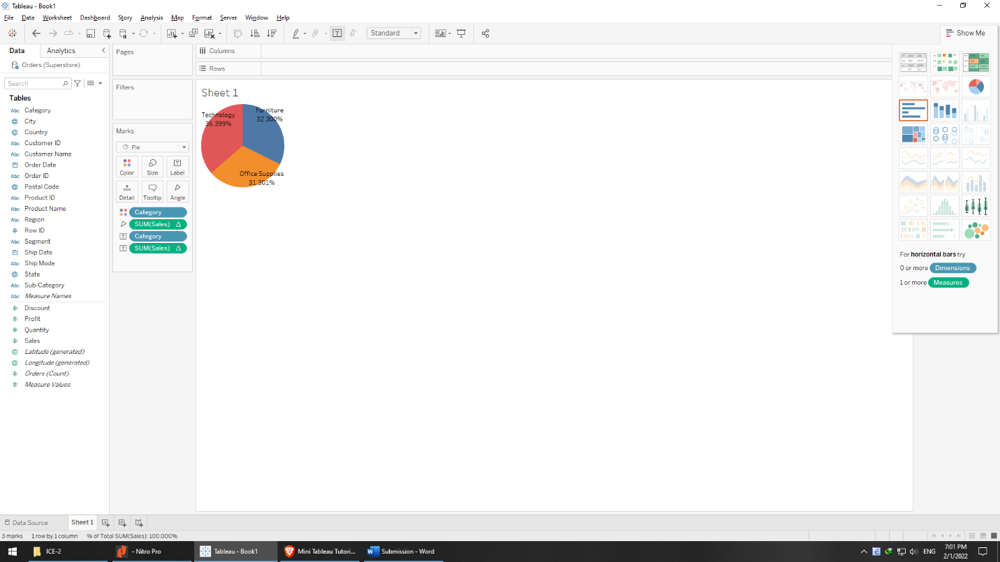 Tableau - Book1
File Data Worksheet Dashboard Story Analysis Map Format Server Window Help
Standard
Show Me
Data Analytics
Orders (Superstore)
Search
Tables
Abc Category
City
Country
Abc Customer ID
Abc Customer Name
Order Date
Abc Order ID
Postal Code
Abc Product ID
Abc Product Name
Abc Region
Row ID
Abc Segment
Ship Date
Abc Ship Mode
State
Abc Sub-Category
Abc Measure Names
Discount
Profit
Quantity
Sales
Latitude (generated)
Longitude (generated)
Orders (Count)
Measure Values
Pages
Filters
Marks
Pie
Color Size Label
Detail Tooltip Angle
Category
SUM(Sales) Δ
Category
SUM(Sales) Δ
Columns
Rows
Sheet 1
Technology
36.399%
Furniture
32.300%
Office Supplies
31.301%
For horizontal bars try
0 or more Dimensions
1 or more Measures
Data Source Sheet 1
3 marks 1 row by 1 column % of Total SUM(Sales): 100.000%
ICE-2 - Nitro Pro Tableau - Book1 Mini Tableau Tutori... Submission - Word
ENG
7:01 PM
2/1/2022